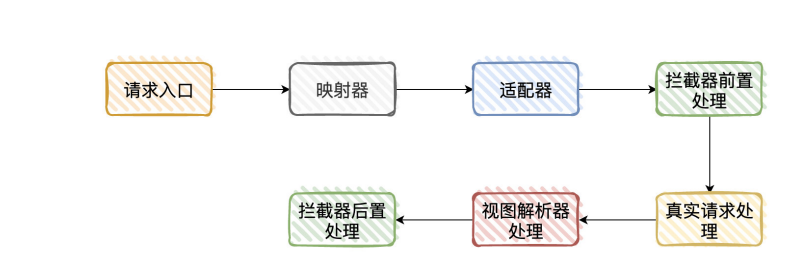 请求入口
映射器
适配器
拦截器前置
处理
拦截器后置
处理
视图解析器
处理
真实请求处
理